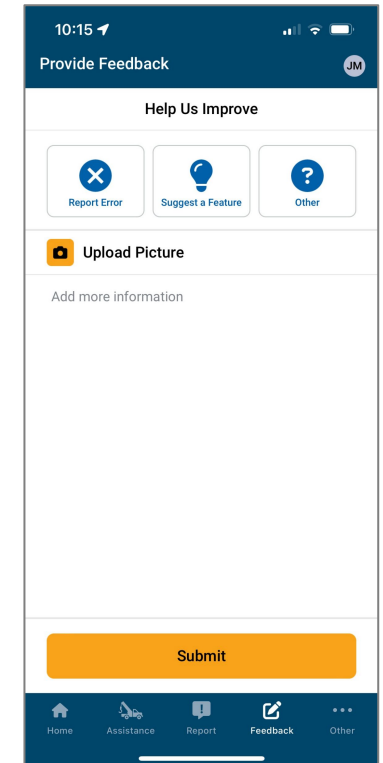 10:15
Provide Feedback JM
Help Us Improve
Report Error Suggest a Feature Other
Upload Picture
Add more information
Submit
Home Assistance Report Feedback Other